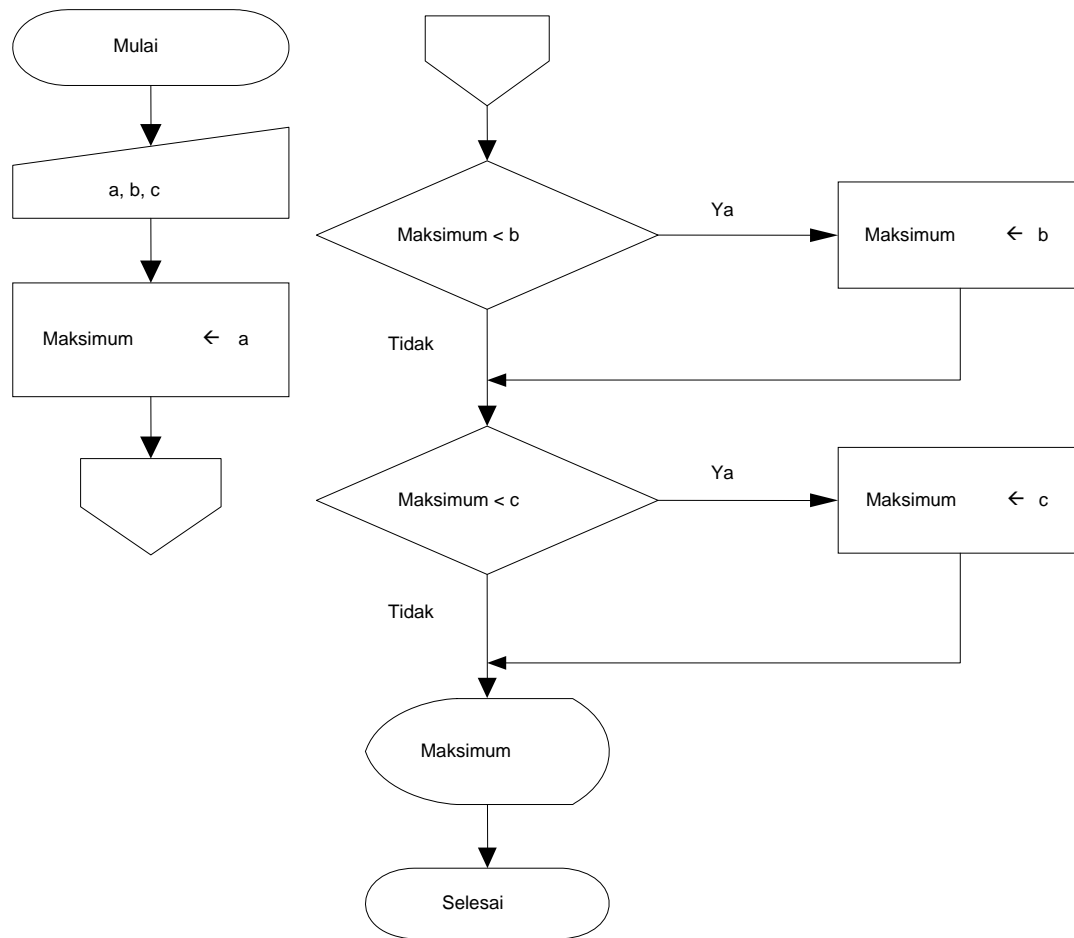 Mulai
a, b, c
Maksimum ← a
Maksimum < b
Ya
Maksimum ← b
Tidak
Maksimum < c
Ya
Maksimum ← c
Tidak
Maksimum
Selesai